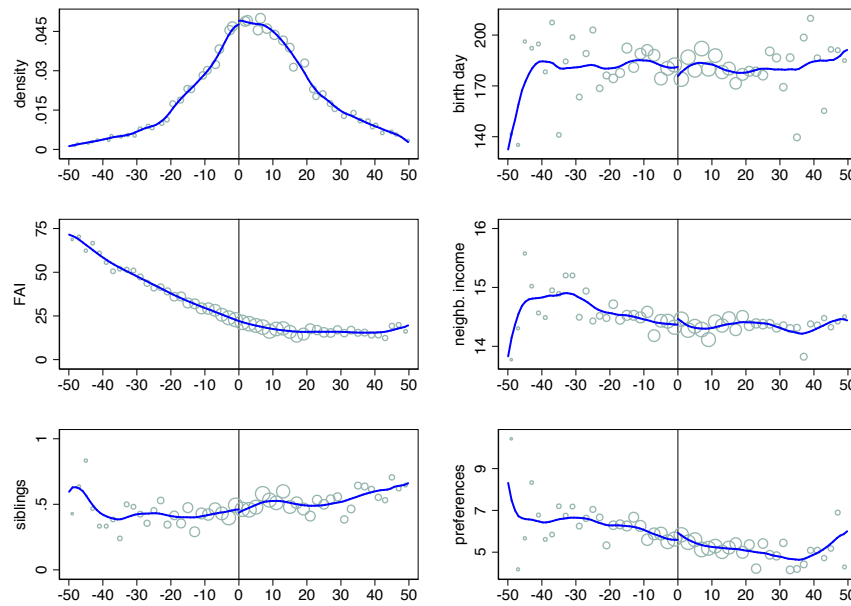 density
0 .015 .03 .045
-50 -40 -30 -20 -10 0 10 20 30 40 50
birth day
140 170 200
-50 -40 -30 -20 -10 0 10 20 30 40 50
FAI
0 25 50 75
-50 -40 -30 -20 -10 0 10 20 30 40 50
neighb. income
14 15 16
-50 -40 -30 -20 -10 0 10 20 30 40 50
siblings
0 .5 1
-50 -40 -30 -20 -10 0 10 20 30 40 50
preferences
5 7 9
-50 -40 -30 -20 -10 0 10 20 30 40 50